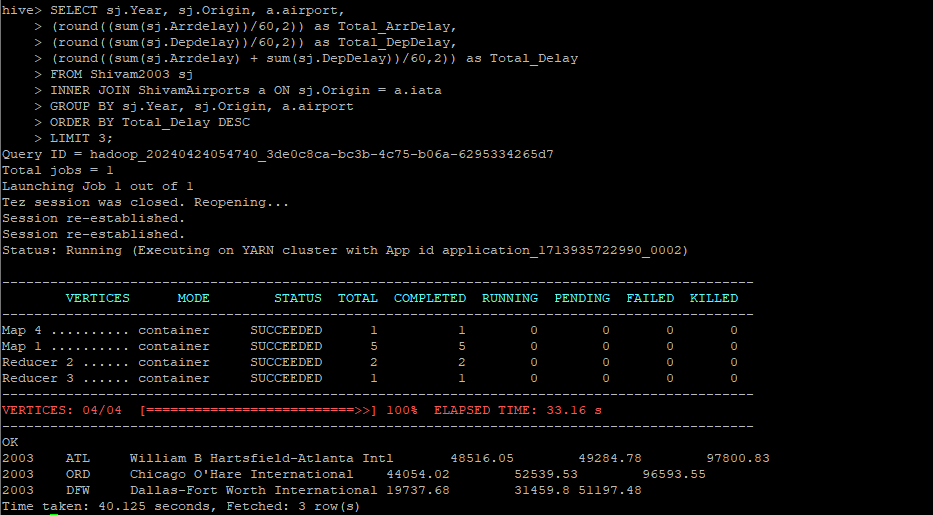 hive> SELECT sj.Year, sj.Origin, a.airport,
    > (round((sum(sj.Arrdelay))/60,2)) as Total_ArrDelay,
    > (round((sum(sj.Depdelay))/60,2)) as Total_DepDelay,
    > (round((sum(sj.Arrdelay) + sum(sj.DepDelay))/60,2)) as Total_Delay
    > FROM Shivam2003 sj
    > INNER JOIN ShivamAirports a ON sj.Origin = a.iata
    > GROUP BY sj.Year, sj.Origin, a.airport
    > ORDER BY Total_Delay DESC
    > LIMIT 3;
Query ID = hadoop_20240424054740_3de0c8ca-bc3b-4c75-b06a-6295334265d7
Total jobs = 1
Launching Job 1 out of 1
Tez session was closed. Reopening...
Session re-established.
Session re-established.
Status: Running (Executing on YARN cluster with App id application_1713935722990_0002)
----------------------------------------------------------------------------------------------
        VERTICES      MODE        STATUS  TOTAL  COMPLETED  RUNNING  PENDING  FAILED  KILLED
----------------------------------------------------------------------------------------------
Map 4 .......... container     SUCCEEDED      1          1        0        0       0       0
Map 1 .......... container     SUCCEEDED      5          5        0        0       0       0
Reducer 2 ...... container     SUCCEEDED      2          2        0        0       0       0
Reducer 3 ...... container     SUCCEEDED      1          1        0        0       0       0
----------------------------------------------------------------------------------------------
VERTICES: 04/04  [==========================>>] 100%  ELAPSED TIME: 33.16 s
----------------------------------------------------------------------------------------------
OK
2003    ATL     William B Hartsfield-Atlanta Intl       48516.05        49284.78        97800.83
2003    ORD     Chicago O'Hare International    44054.02        52539.53        96593.55
2003    DFW     Dallas-Fort Worth International 19737.68        31459.8 51197.48
Time taken: 40.125 seconds, Fetched: 3 row(s)